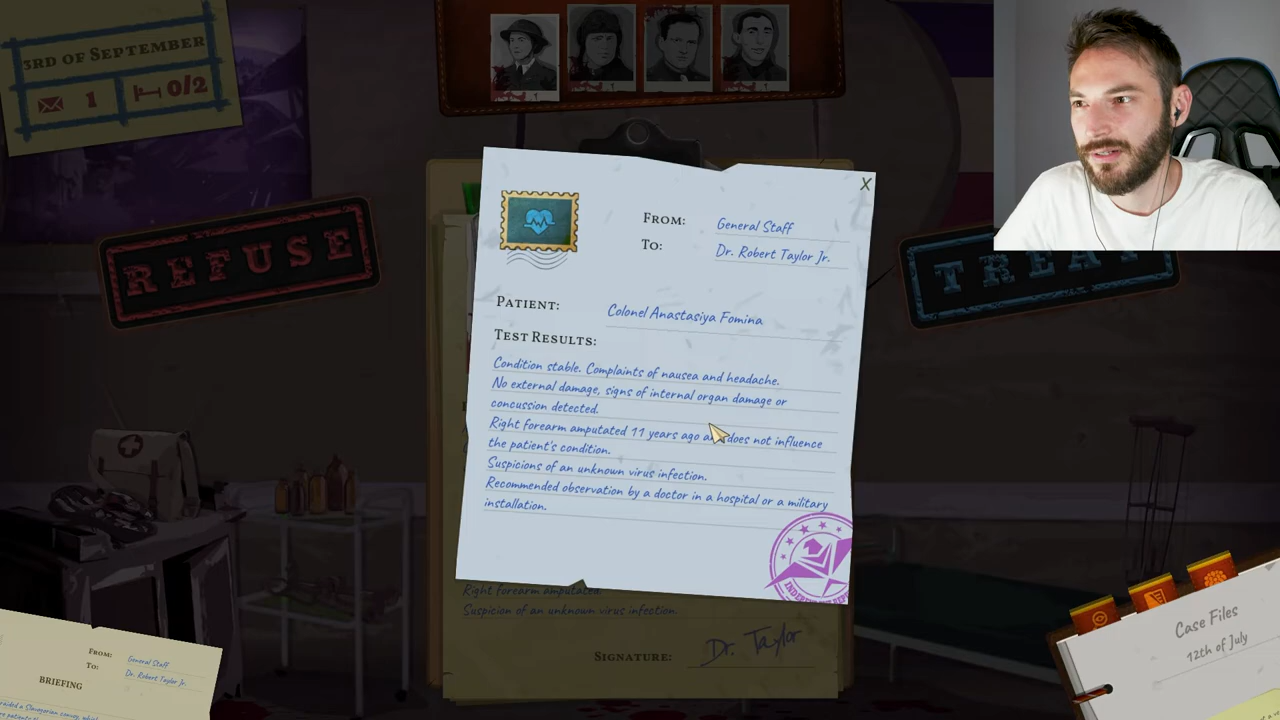 3RD OF SEPTEMBER
1
0/2
REFUSE
TREAT
FROM: General Staff
TO: Dr. Robert Taylor Jr.
X
PATIENT: Colonel Anastasiya Fomina
TEST RESULTS:
Condition stable. Complaints of nausea and headache.
No external damage, signs of internal organ damage or
concussion detected.
Right forearm amputated 11 years ago and does not influence
the patient's condition.
Suspicions of an unknown virus infection.
Recommended observation by a doctor in a hospital or a military
installation.
Right forearm amputated.
Suspicion of an unknown virus infection.
SIGNATURE: Dr. Taylor
FROM: General Staff
TO: Dr. Robert Taylor Jr.
BRIEFING
Case Files
12th of July